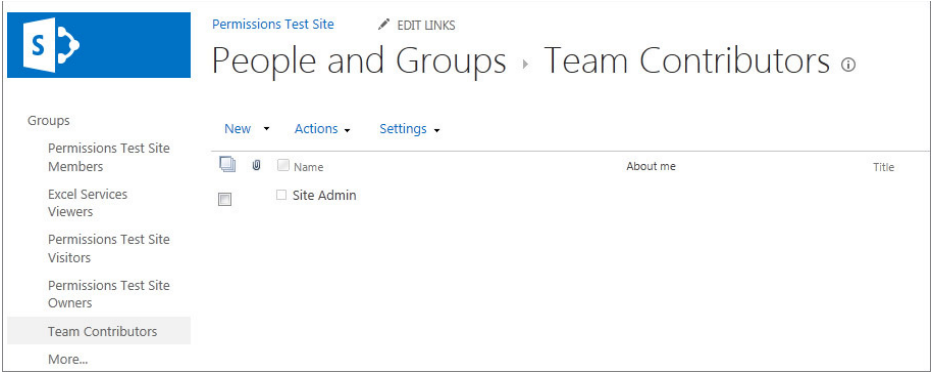 S
Permissions Test Site EDIT LINKS
People and Groups ▸ Team Contributors
Groups
Permissions Test Site
Members
Excel Services
Viewers
Permissions Test Site
Visitors
Permissions Test Site
Owners
Team Contributors
More...
New Actions Settings
Name About me Title
Site Admin